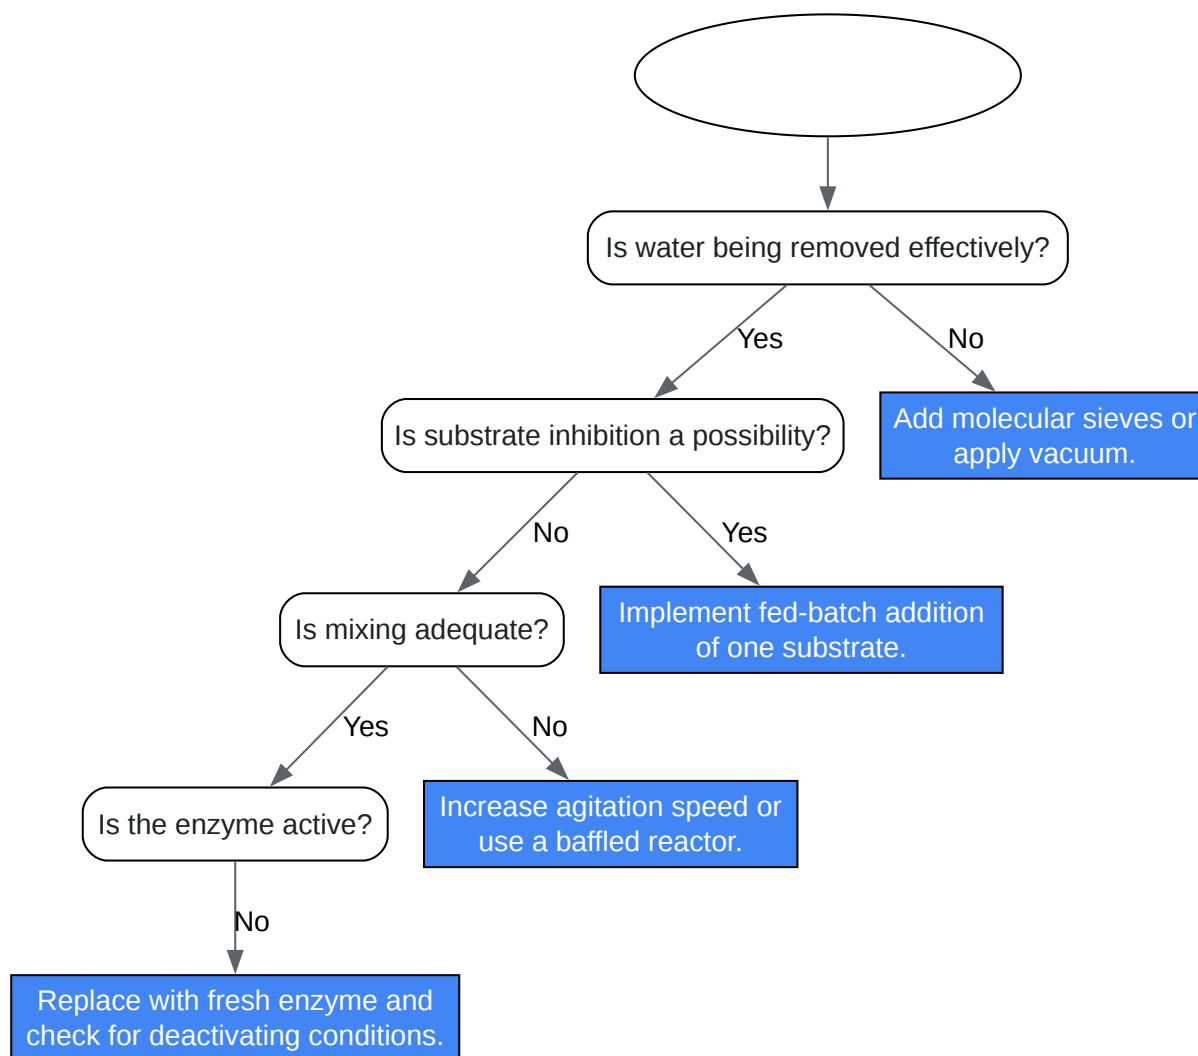 Is water being removed effectively?
Yes
No
Add molecular sieves or
apply vacuum.
Is substrate inhibition a possibility?
No
Yes
Implement fed-batch addition
of one substrate.
Is mixing adequate?
Yes
No
Increase agitation speed or
use a baffled reactor.
Is the enzyme active?
No
Replace with fresh enzyme and
check for deactivating conditions.